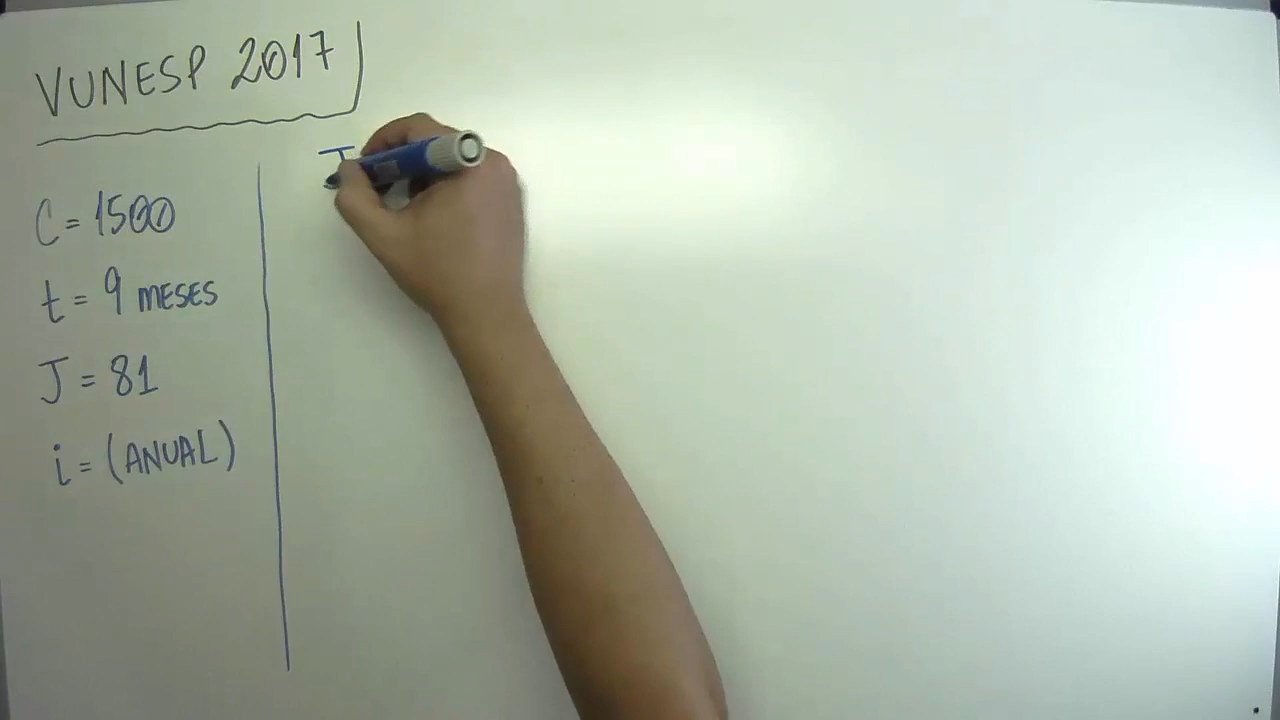 VUNESP 2017
C = 1500
t = 9 MESES
J = 81
i = (ANUAL)
J